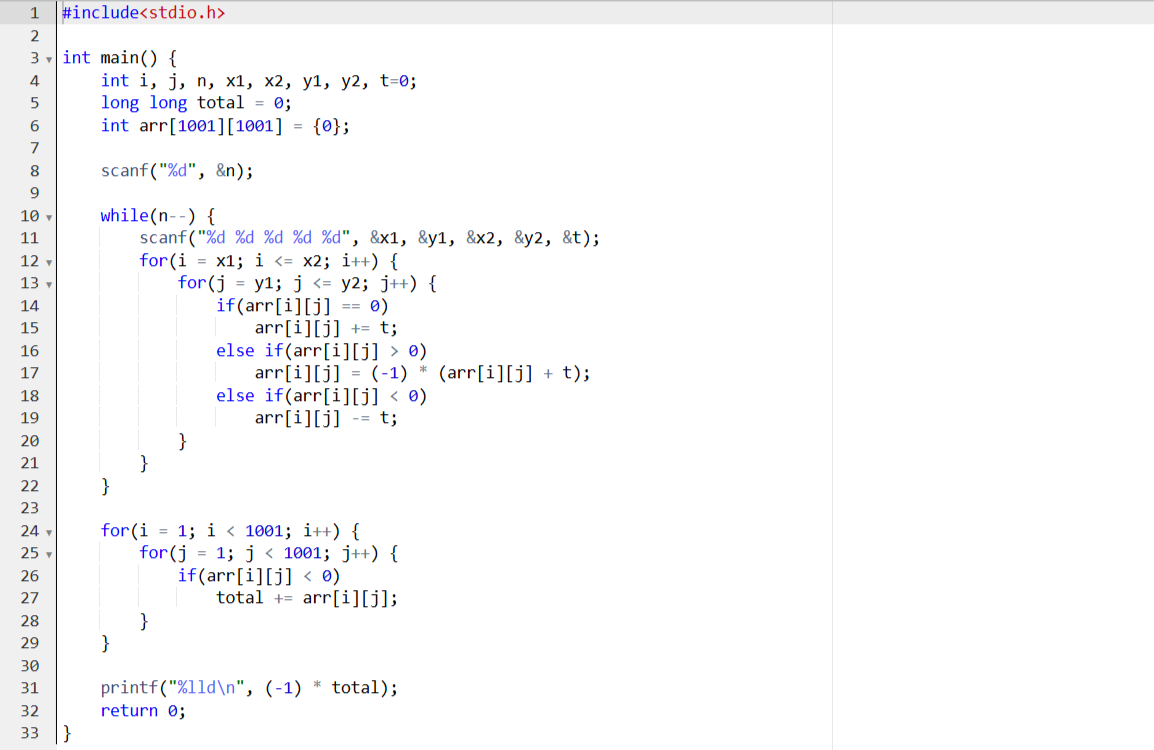 1 #include<stdio.h>
2
3 int main() {
4     int i, j, n, x1, x2, y1, y2, t=0;
5     long long total = 0;
6     int arr[1001][1001] = {0};
7
8     scanf("%d", &n);
9
10     while(n--) {
11         scanf("%d %d %d %d %d", &x1, &y1, &x2, &y2, &t);
12         for(i = x1; i <= x2; i++) {
13             for(j = y1; j <= y2; j++) {
14                 if(arr[i][j] == 0)
15                     arr[i][j] += t;
16                 else if(arr[i][j] > 0)
17                     arr[i][j] = (-1) * (arr[i][j] + t);
18                 else if(arr[i][j] < 0)
19                     arr[i][j] -= t;
20             }
21         }
22     }
23
24     for(i = 1; i < 1001; i++) {
25         for(j = 1; j < 1001; j++) {
26             if(arr[i][j] < 0)
27                 total += arr[i][j];
28         }
29     }
30
31     printf("%lld\n", (-1) * total);
32     return 0;
33 }